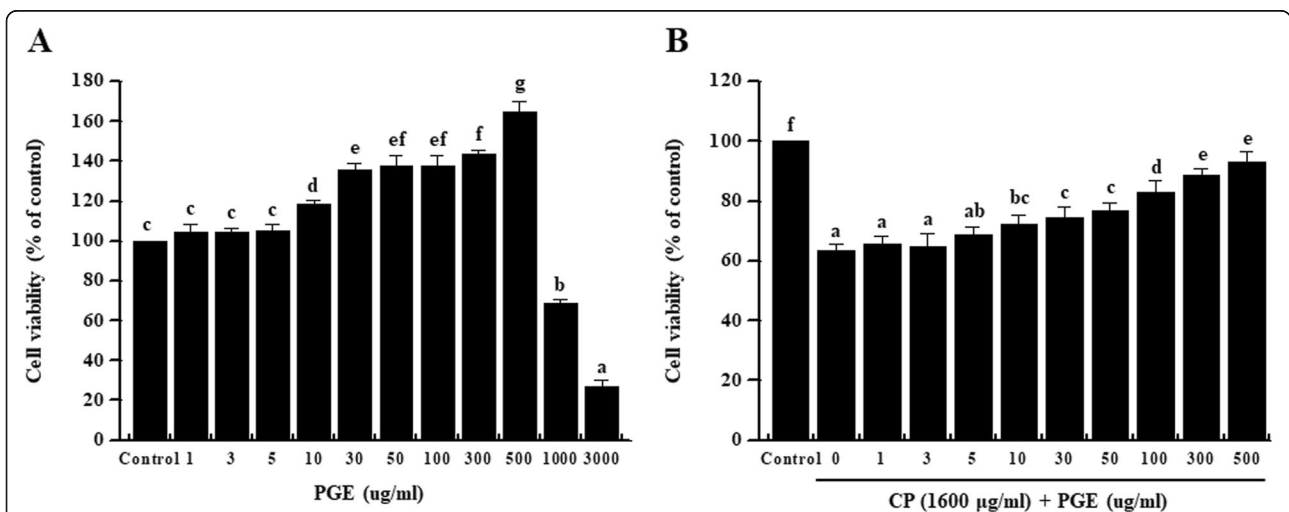 A
B
Cell viability (% of control)
180
160
140
120
100
80
60
40
20
0
c
c
c
c
d
e
ef
ef
f
g
b
a
Control 1 3 5 10 30 50 100 300 500 1000 3000
PGE (ug/ml)
Cell viability (% of control)
120
100
80
60
40
20
0
f
a
a
a
ab
bc
c
c
d
e
e
Control 0 1 3 5 10 30 50 100 300 500
CP (1600 µg/ml) + PGE (ug/ml)